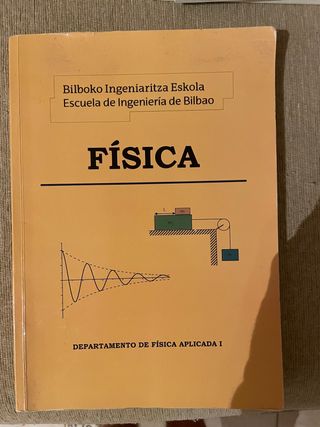 Bilboko Ingeniaritza Eskola
Escuela de Ingeniería de Bilbao
FÍSICA
DEPARTAMENTO DE FÍSICA APLICADA I